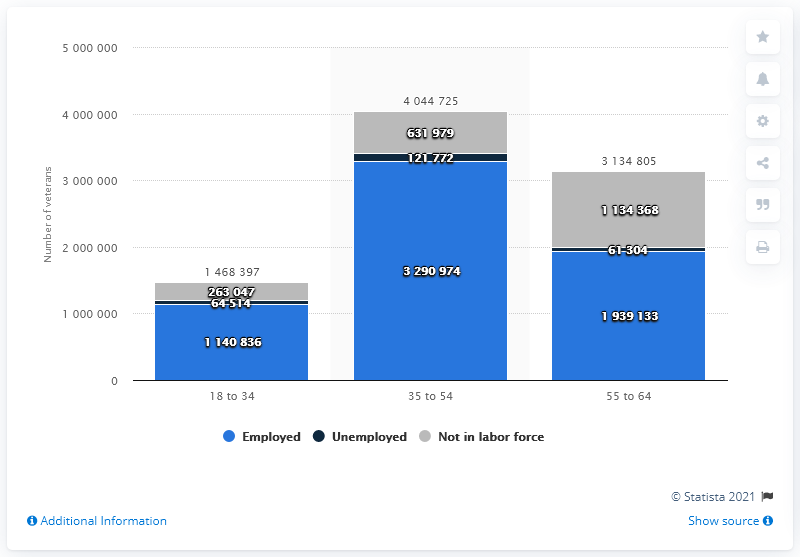 5 000 000
4 044 725
4 000 000
631 979
121 772
3 134 805
3 000 000
1 134 368
Number of veterans
3 290 974
61 304
2 000 000
1 468 397
263 047
64 514
1 939 133
1 000 000
1 140 836
0
18 to 34 35 to 54 55 to 64
Employed Unemployed Not in labor force
© Statista 2021
Additional Information Show source